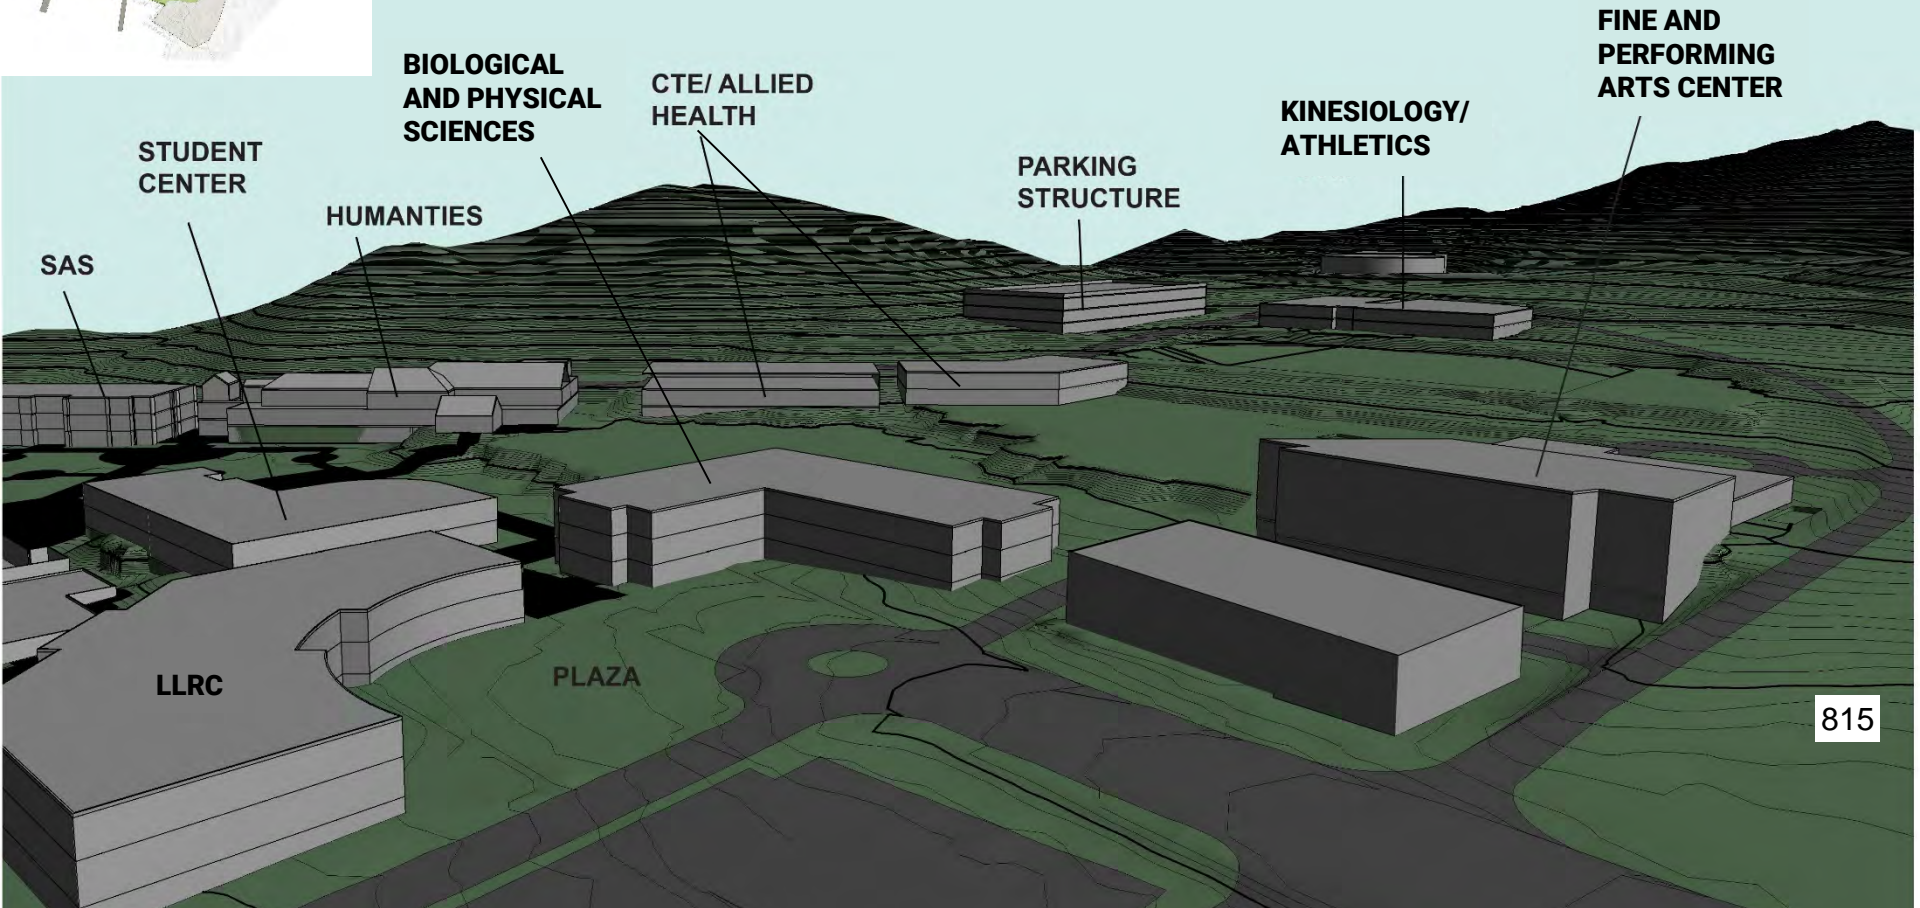 FINE AND
PERFORMING
ARTS CENTER
BIOLOGICAL
AND PHYSICAL
SCIENCES
CTE/ ALLIED
HEALTH
KINESIOLOGY/
ATHLETICS
STUDENT
CENTER
PARKING
STRUCTURE
HUMANTIES
SAS
LLRC
PLAZA
815